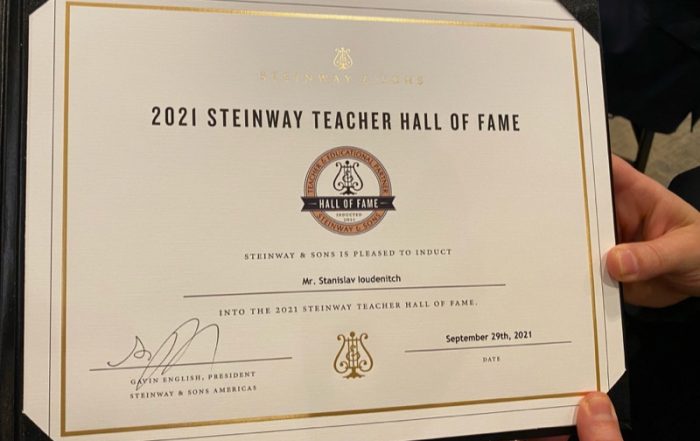 STEINWAY & SONS
2021 STEINWAY TEACHER HALL OF FAME
TEACHER & EDUCATIONAL PARTNER
HALL OF FAME
INDUCTED
2021
STEINWAY & SONS
STEINWAY & SONS IS PLEASED TO INDUCT
Mr. Stanislav Ioudenitch
INTO THE 2021 STEINWAY TEACHER HALL OF FAME.
September 29th, 2021
DATE
GAVIN ENGLISH, PRESIDENT
STEINWAY & SONS AMERICAS